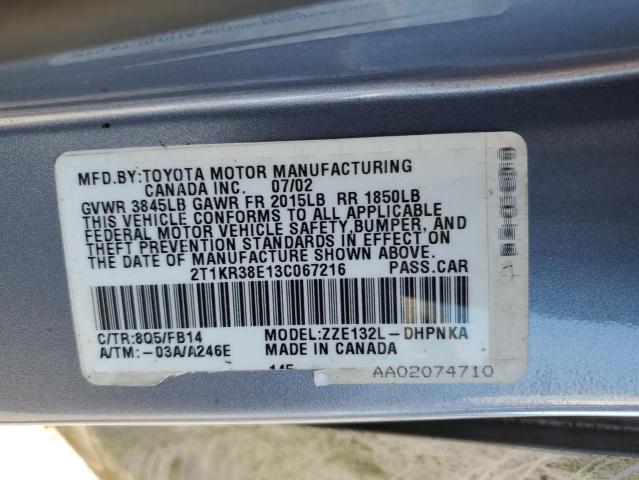 MFD.BY:TOYOTA MOTOR MANUFACTURING
CANADA INC. 07/02
GVWR 3845LB GAWR FR 2015LB RR 1850LB
THIS VEHICLE CONFORMS TO ALL APPLICABLE
FEDERAL MOTOR VEHICLE SAFETY,BUMPER, AND
THEFT PREVENTION STANDARDS IN EFFECT ON
THE DATE OF MANUFACTURE SHOWN ABOVE.
2T1KR38E13C067216 PASS.CAR
C/TR:8Q5/FB14 MODEL:ZZE132L-DHPNKA
A/TM:-03A/A246E MADE IN CANADA
AA02074710